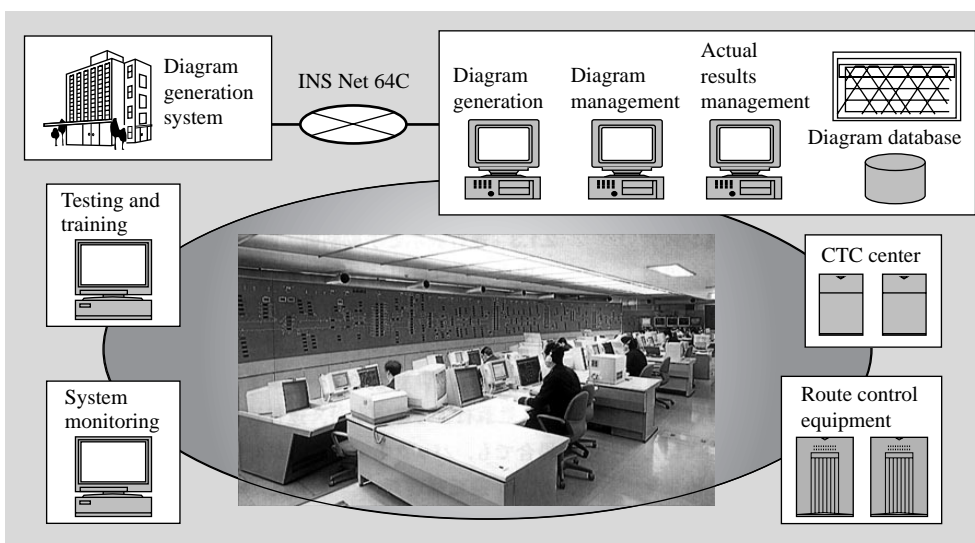 Diagram
generation
system
INS Net 64C
Diagram
generation
Diagram
management
Actual
results
management
Diagram database
Testing and
training
CTC center
System
monitoring
Route control
equipment